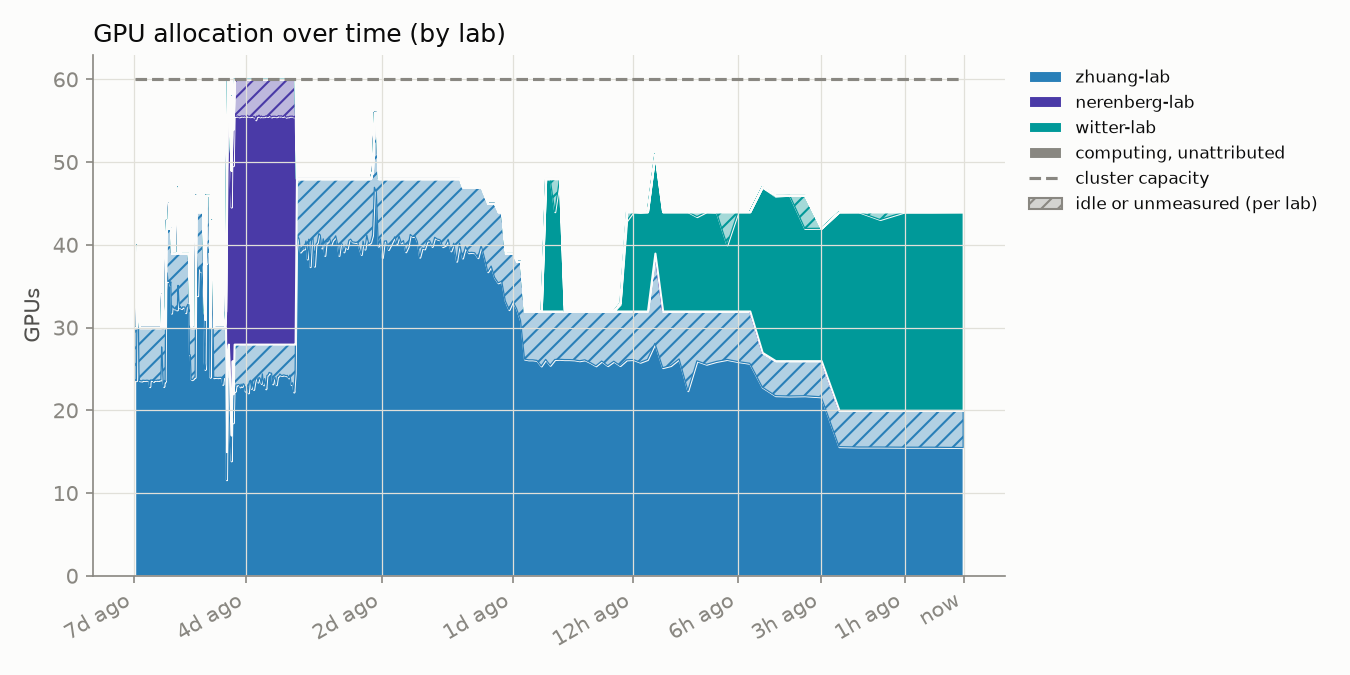 GPU allocation over time (by lab)
60
50
40
30
20
10
0
GPUs
7d ago
4d ago
2d ago
1d ago
12h ago
6h ago
3h ago
1h ago
now
zhuang-lab
nerenberg-lab
witter-lab
computing, unattributed
cluster capacity
idle or unmeasured (per lab)